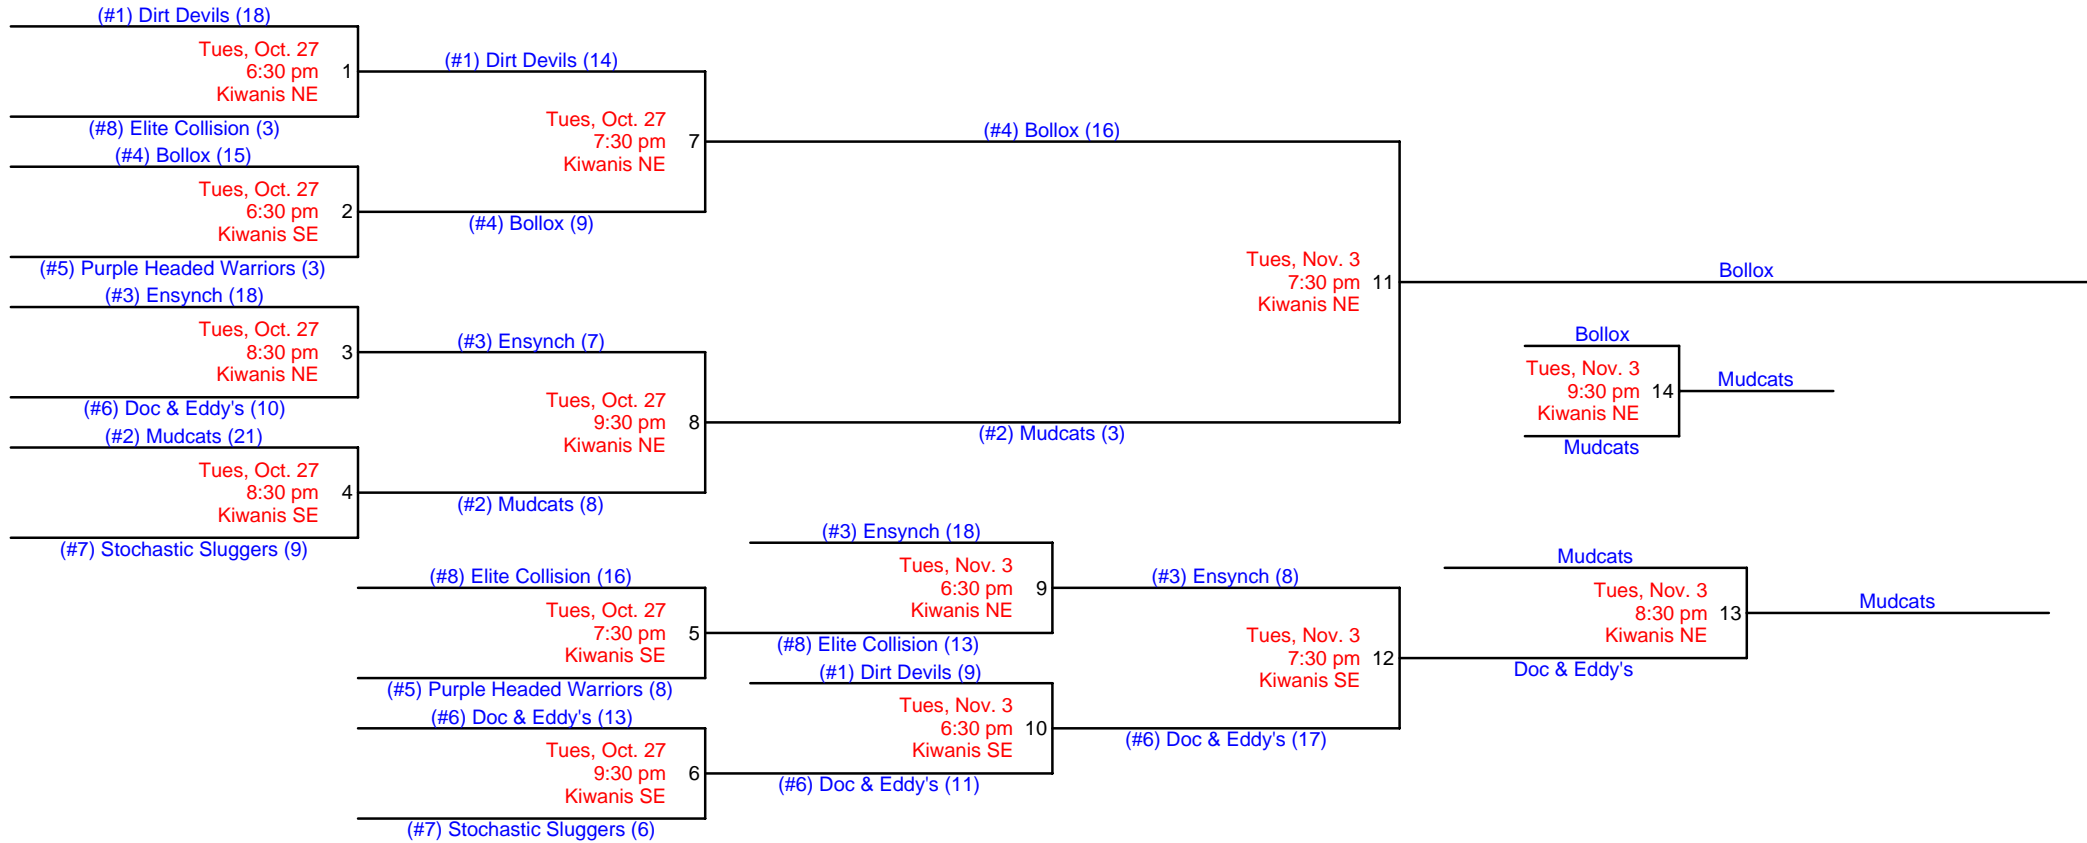 (#1) Dirt Devils (18)
Tues, Oct. 27
6:30 pm 1
Kiwanis NE
(#8) Elite Collision (3)
(#4) Bollox (15)
Tues, Oct. 27
6:30 pm 2
Kiwanis SE
(#5) Purple Headed Warriors (3)
(#3) Ensynch (18)
Tues, Oct. 27
8:30 pm 3
Kiwanis NE
(#6) Doc & Eddy's (10)
(#2) Mudcats (21)
Tues, Oct. 27
8:30 pm 4
Kiwanis SE
(#7) Stochastic Sluggers (9)
(#1) Dirt Devils (14)
Tues, Oct. 27
7:30 pm 7
Kiwanis NE
(#4) Bollox (9)
(#3) Ensynch (7)
Tues, Oct. 27
9:30 pm 8
Kiwanis NE
(#2) Mudcats (8)
(#8) Elite Collision (16)
Tues, Oct. 27
7:30 pm 5
Kiwanis SE
(#5) Purple Headed Warriors (8)
(#6) Doc & Eddy's (13)
Tues, Oct. 27
9:30 pm 6
Kiwanis SE
(#7) Stochastic Sluggers (6)
(#3) Ensynch (18)
Tues, Nov. 3
6:30 pm 9
Kiwanis NE
(#8) Elite Collision (13)
(#1) Dirt Devils (9)
Tues, Nov. 3
6:30 pm 10
Kiwanis SE
(#6) Doc & Eddy's (11)
(#4) Bollox (16)
Tues, Nov. 3
7:30 pm 11
Kiwanis NE
(#2) Mudcats (3)
(#3) Ensynch (8)
Tues, Nov. 3
7:30 pm 12
Kiwanis SE
(#6) Doc & Eddy's (17)
Bollox
Bollox
Tues, Nov. 3
9:30 pm 14
Kiwanis NE
Mudcats
Mudcats
Mudcats
Tues, Nov. 3
8:30 pm 13
Kiwanis NE
Doc & Eddy's
Mudcats